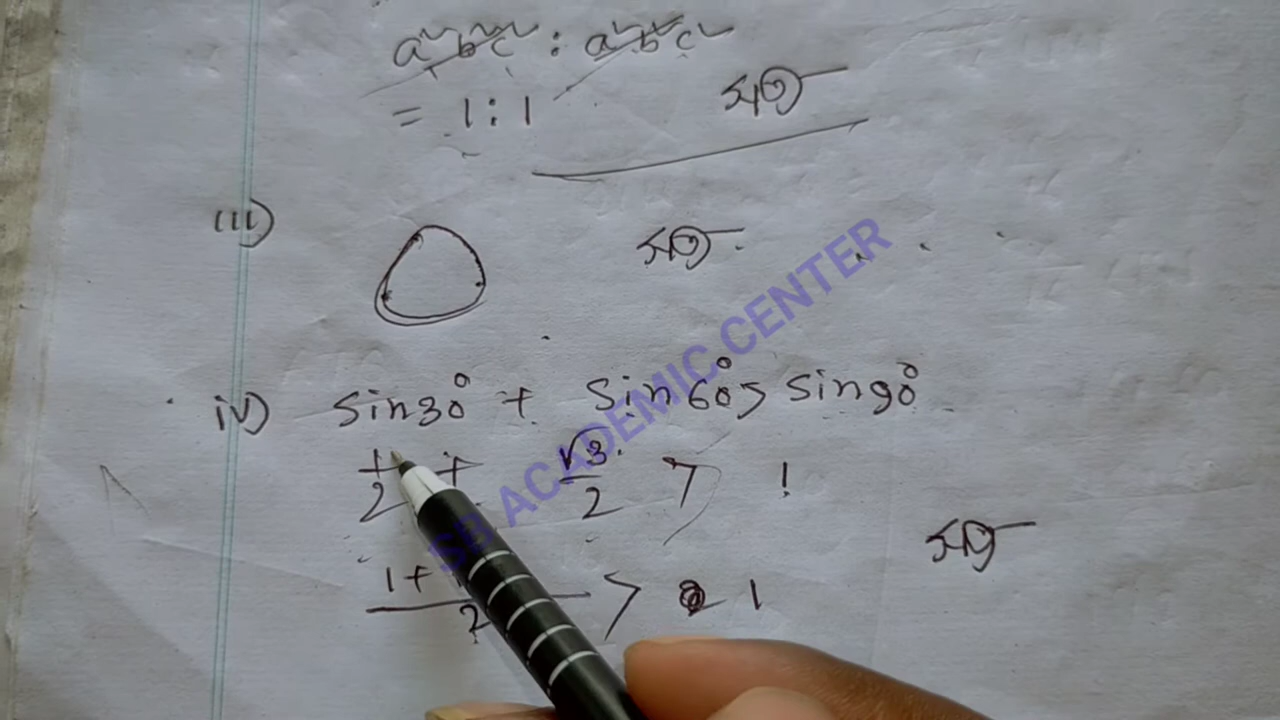 a²b²c² : a²b²c²
= 1:1 সত্য
(iii) সত্য
iv) sin30° + sin60° > sin90°
1/2 + √3/2 > 1
সত্য
1+ /2 > 1
SB ACADEMIC CENTER